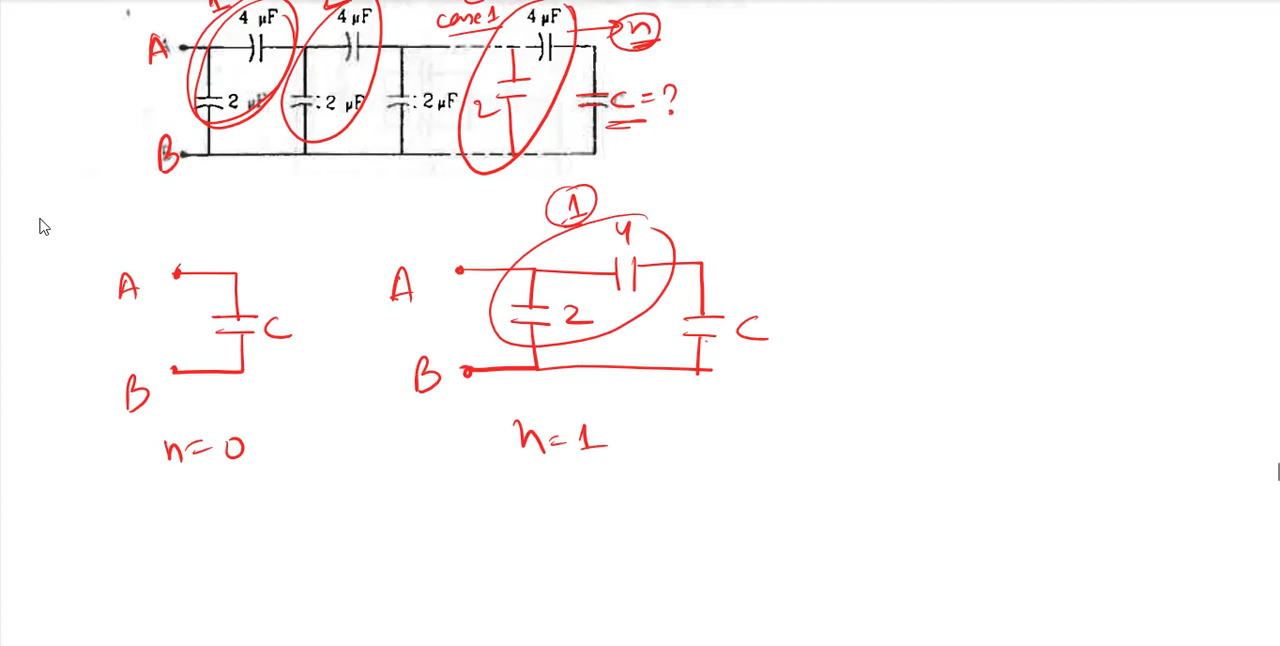 4 µF 4 µF case 1 4 µF n
A
2 µF : 2 µF : 2 µF 2 C = ?
B
1
4
A A
C 2 C
B B
n = 0 n = 1